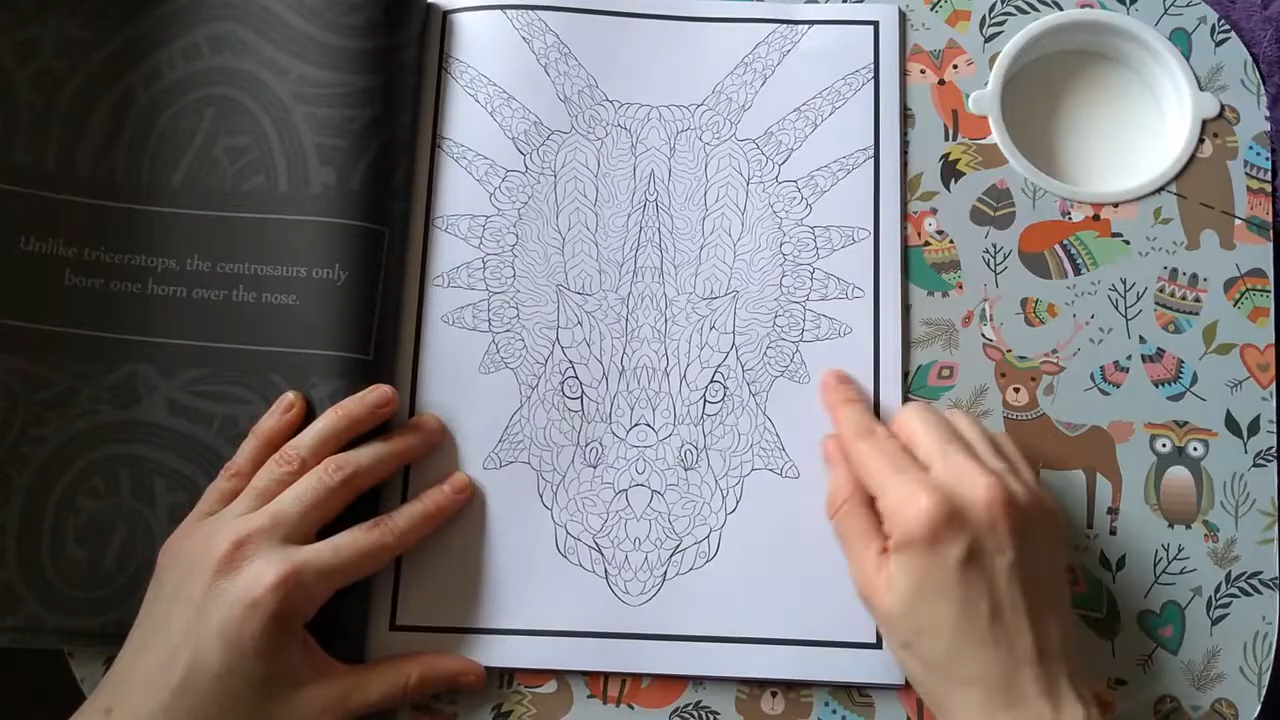 Unlike triceratops, the centrosaurs only
bore one horn over the nose.